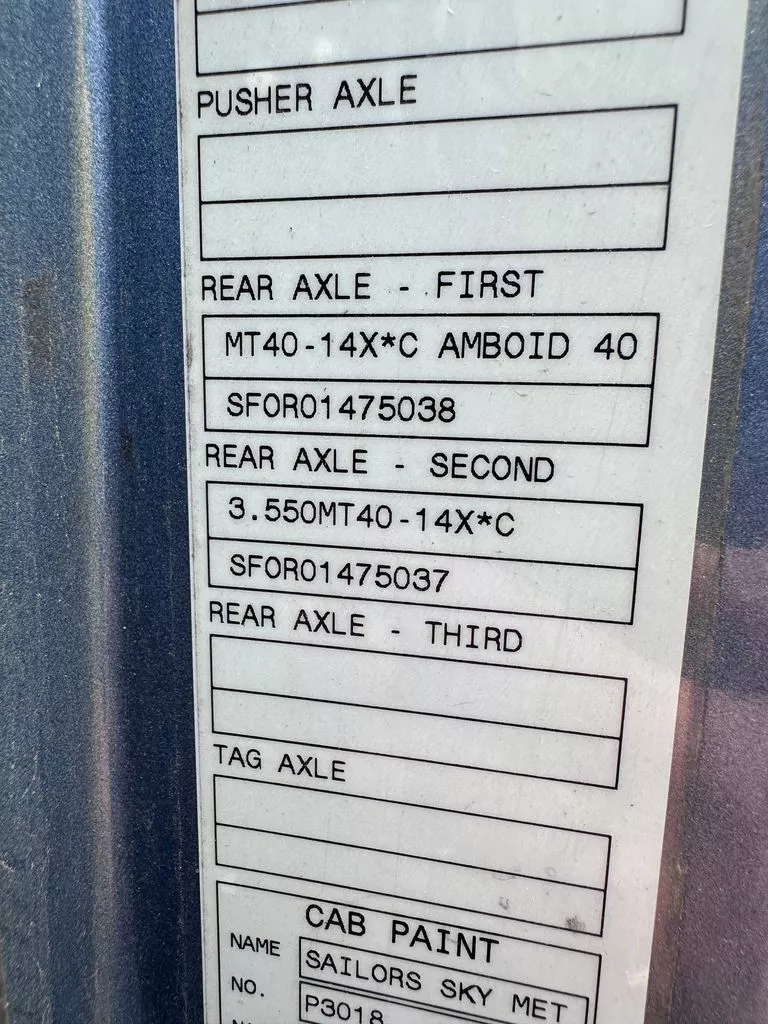 PUSHER AXLE
REAR AXLE - FIRST
MT40-14X*C AMBOID 40
SFOR01475038
REAR AXLE - SECOND
3.550MT40-14X*C
SFOR01475037
REAR AXLE - THIRD
TAG AXLE
CAB PAINT
NAME SAILORS SKY MET
NO. P3018